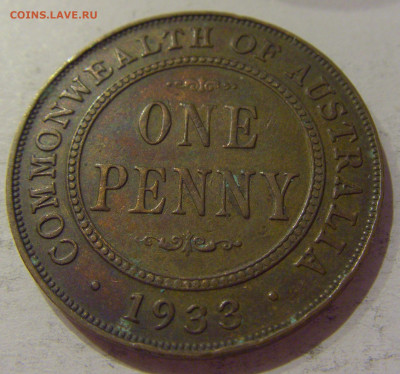 COINS.LAVE.RU
COMMONWEALTH OF AUSTRALIA
ONE
PENNY
· 1933 ·